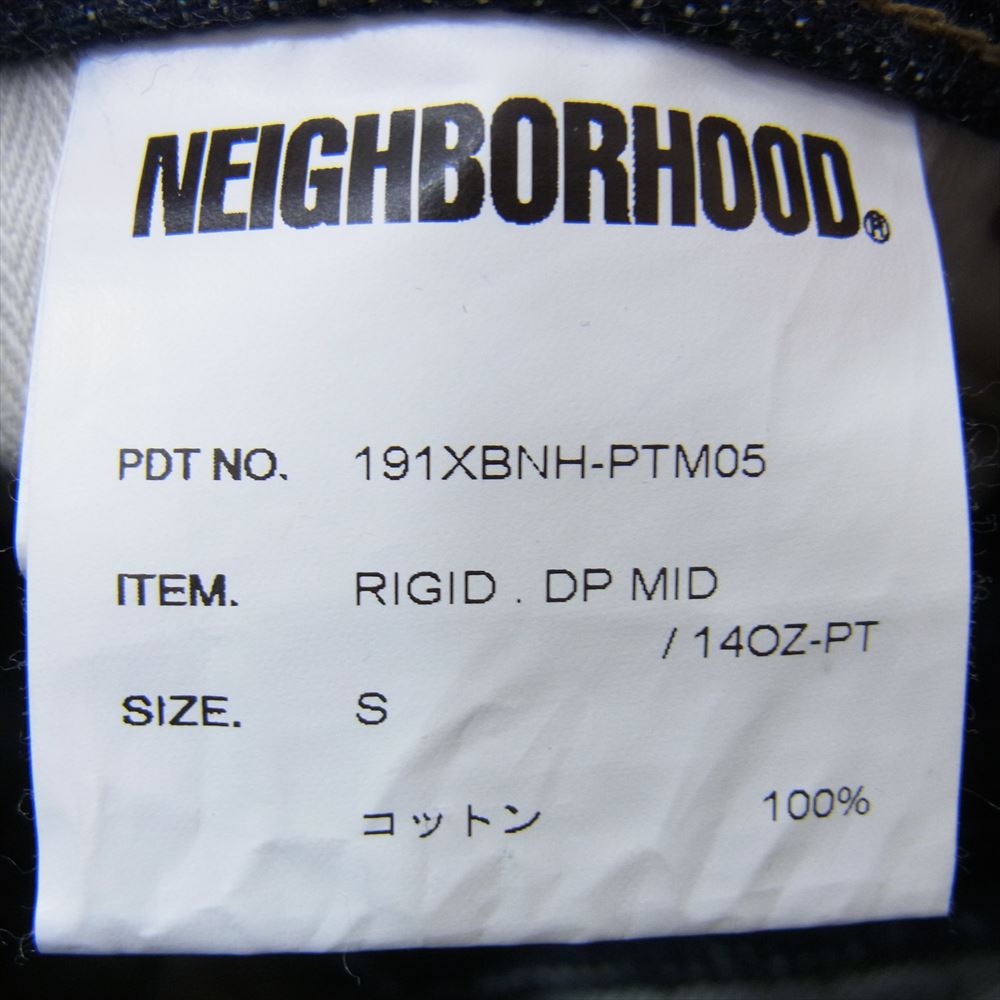 NEIGHBORHOOD®
PDT NO. 191XBNH-PTM05
ITEM. RIGID . DP MID
/ 14OZ-PT
SIZE. S
コットン 100%